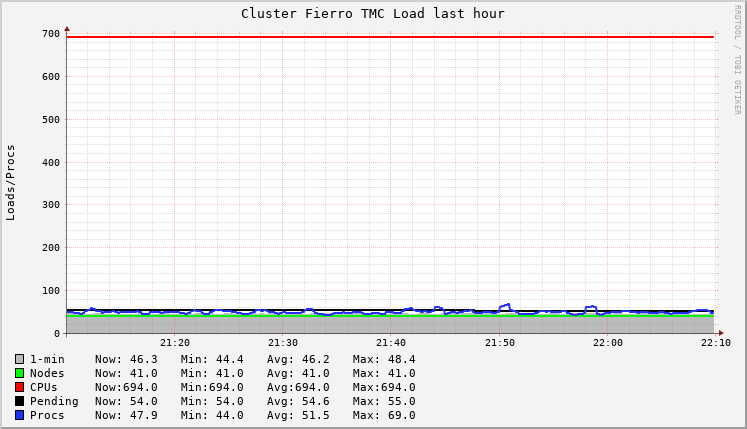 Cluster Fierro TMC Load last hour
RRDTOOL / TOBI OETIKER
Loads/Procs
700
600
500
400
300
200
100
0
21:20 21:30 21:40 21:50 22:00 22:10
1-min Now: 46.3 Min: 44.4 Avg: 46.2 Max: 48.4
Nodes Now: 41.0 Min: 41.0 Avg: 41.0 Max: 41.0
CPUs Now:694.0 Min:694.0 Avg:694.0 Max:694.0
Pending Now: 54.0 Min: 54.0 Avg: 54.6 Max: 55.0
Procs Now: 47.9 Min: 44.0 Avg: 51.5 Max: 69.0